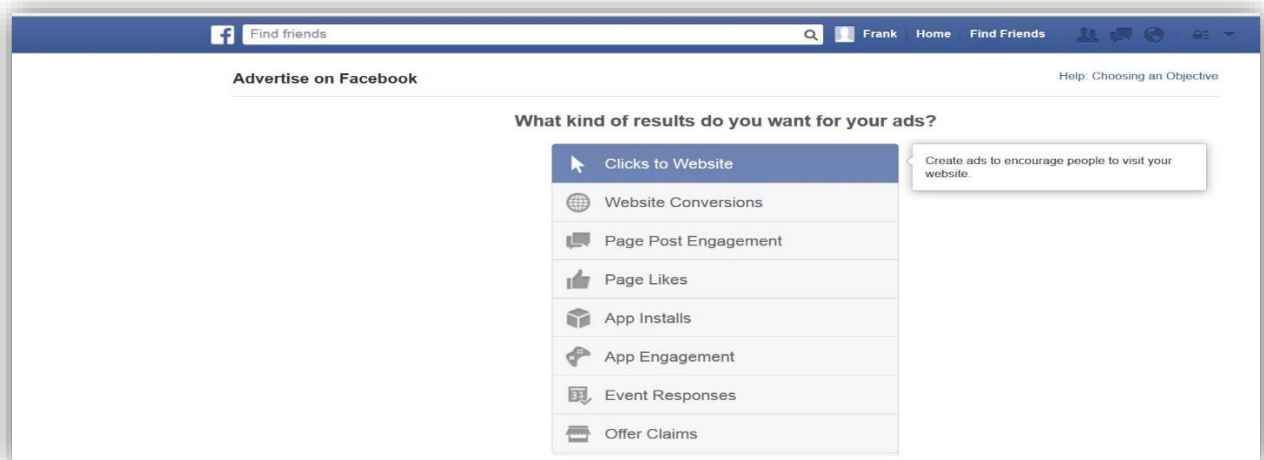 Find friends
Frank Home Find Friends
Advertise on Facebook
Help: Choosing an Objective
What kind of results do you want for your ads?
Clicks to Website
Create ads to encourage people to visit your
website.
Website Conversions
Page Post Engagement
Page Likes
App Installs
App Engagement
Event Responses
Offer Claims